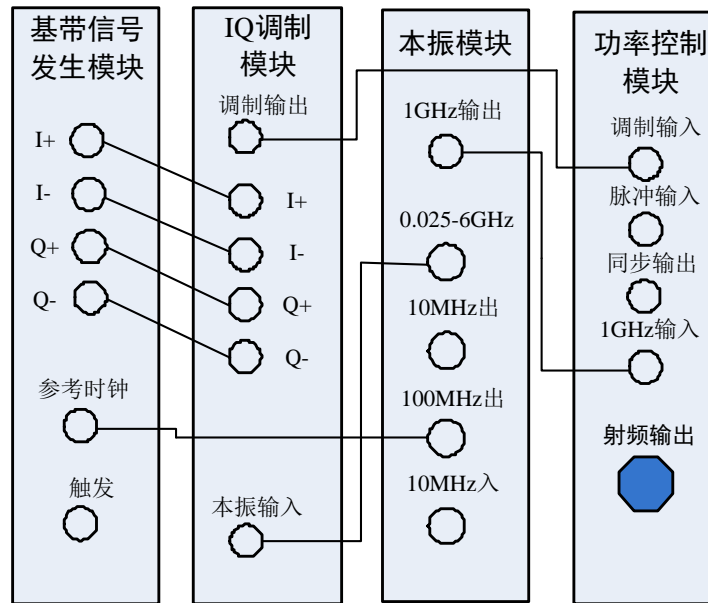 基带信号
发生模块
I+
I-
Q+
Q-
参考时钟
触发
IQ调制
模块
调制输出
I+
I-
Q+
Q-
本振输入
本振模块
1GHz输出
0.025-6GHz
10MHz出
100MHz出
10MHz入
功率控制
模块
调制输入
脉冲输入
同步输出
1GHz输入
射频输出